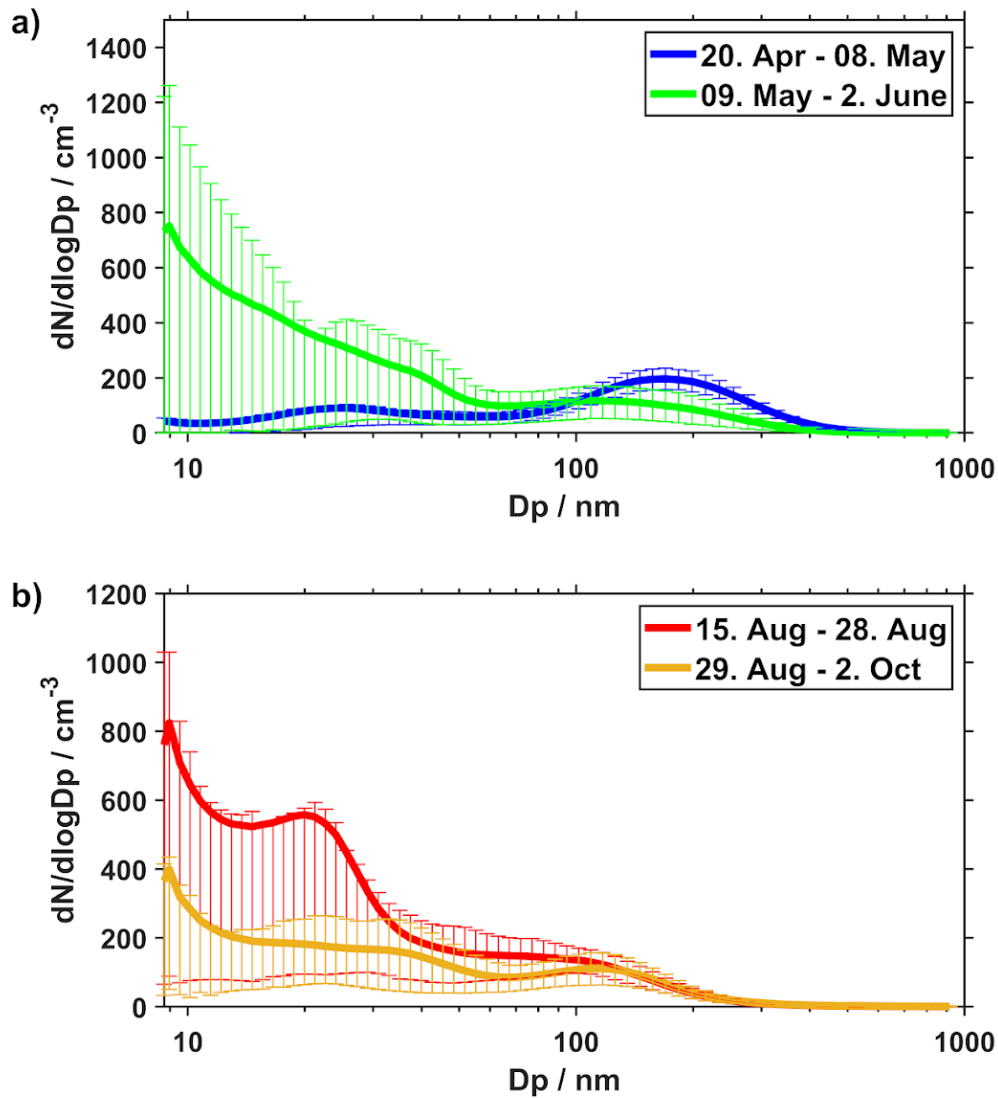 a)
1400
1200
1000
800
600
400
200
0
dN/dlogDp / cm-3
20. Apr - 08. May
09. May - 2. June
10
100
1000
Dp / nm
b)
1200
1000
800
600
400
200
0
dN/dlogDp / cm-3
15. Aug - 28. Aug
29. Aug - 2. Oct
10
100
1000
Dp / nm